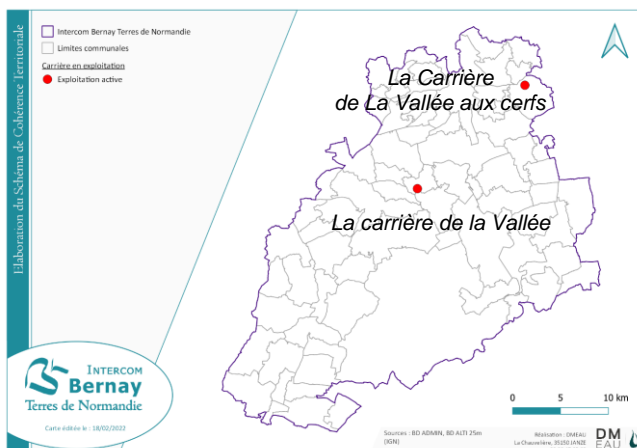 Elaboration du Schéma de Cohérence Territoriale
Intercom Bernay Terres de Normandie
Limites communales
Carrière en exploitation
Exploitation active
La Carrière
de La Vallée aux cerfs
La carrière de la Vallée
INTERCOM
Bernay
Terres de Normandie
Carte éditée le : 18/02/2022
0 5 10 km
Sources : BD ADMIN, BD ALTI 25m
(IGN)
Réalisation : DMEAU
La Chauvelière, 35150 JANZE
DM
EAU